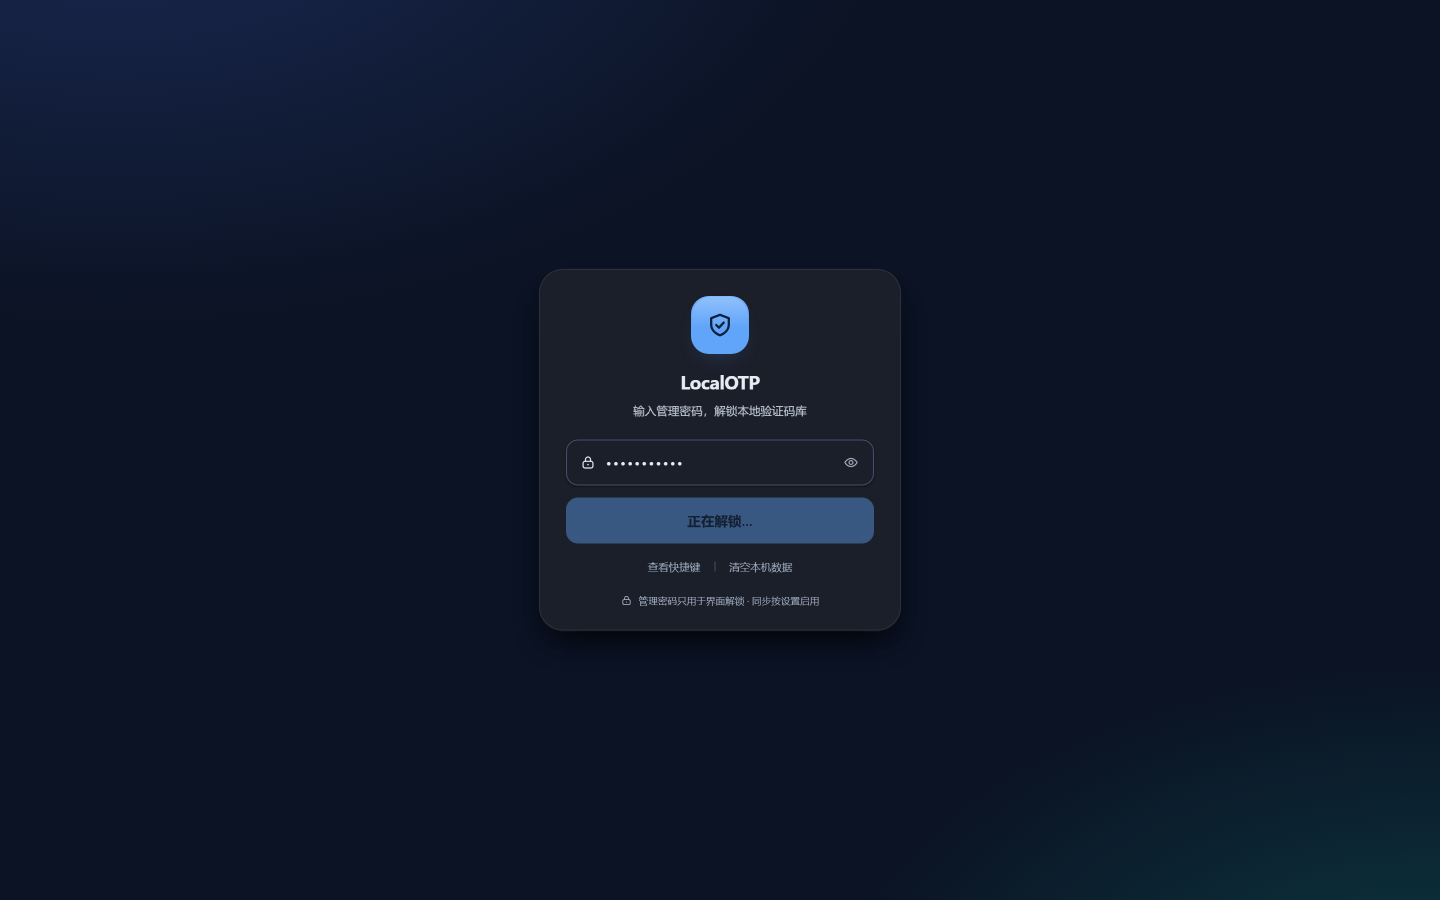 LocalOTP
输入管理密码，解锁本地验证码库
•••••••••••
正在解锁...
查看快捷键 | 清空本机数据
管理密码只用于界面解锁 · 同步按设置启用